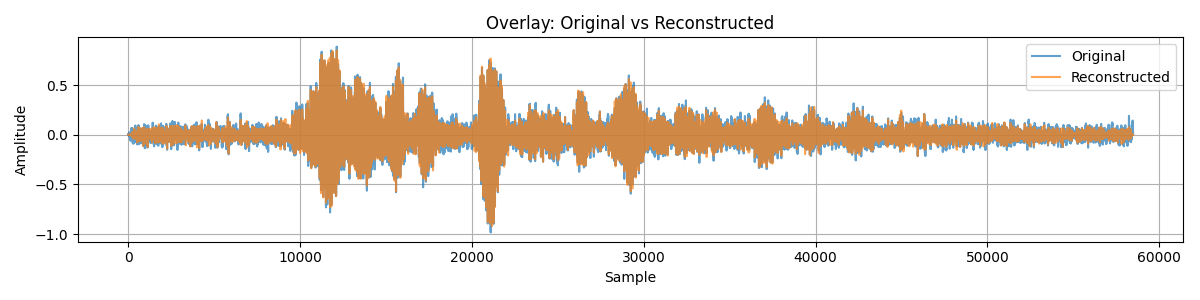 Overlay: Original vs Reconstructed
Original
Reconstructed
Amplitude
0.5
0.0
−0.5
−1.0
0 10000 20000 30000 40000 50000 60000
Sample